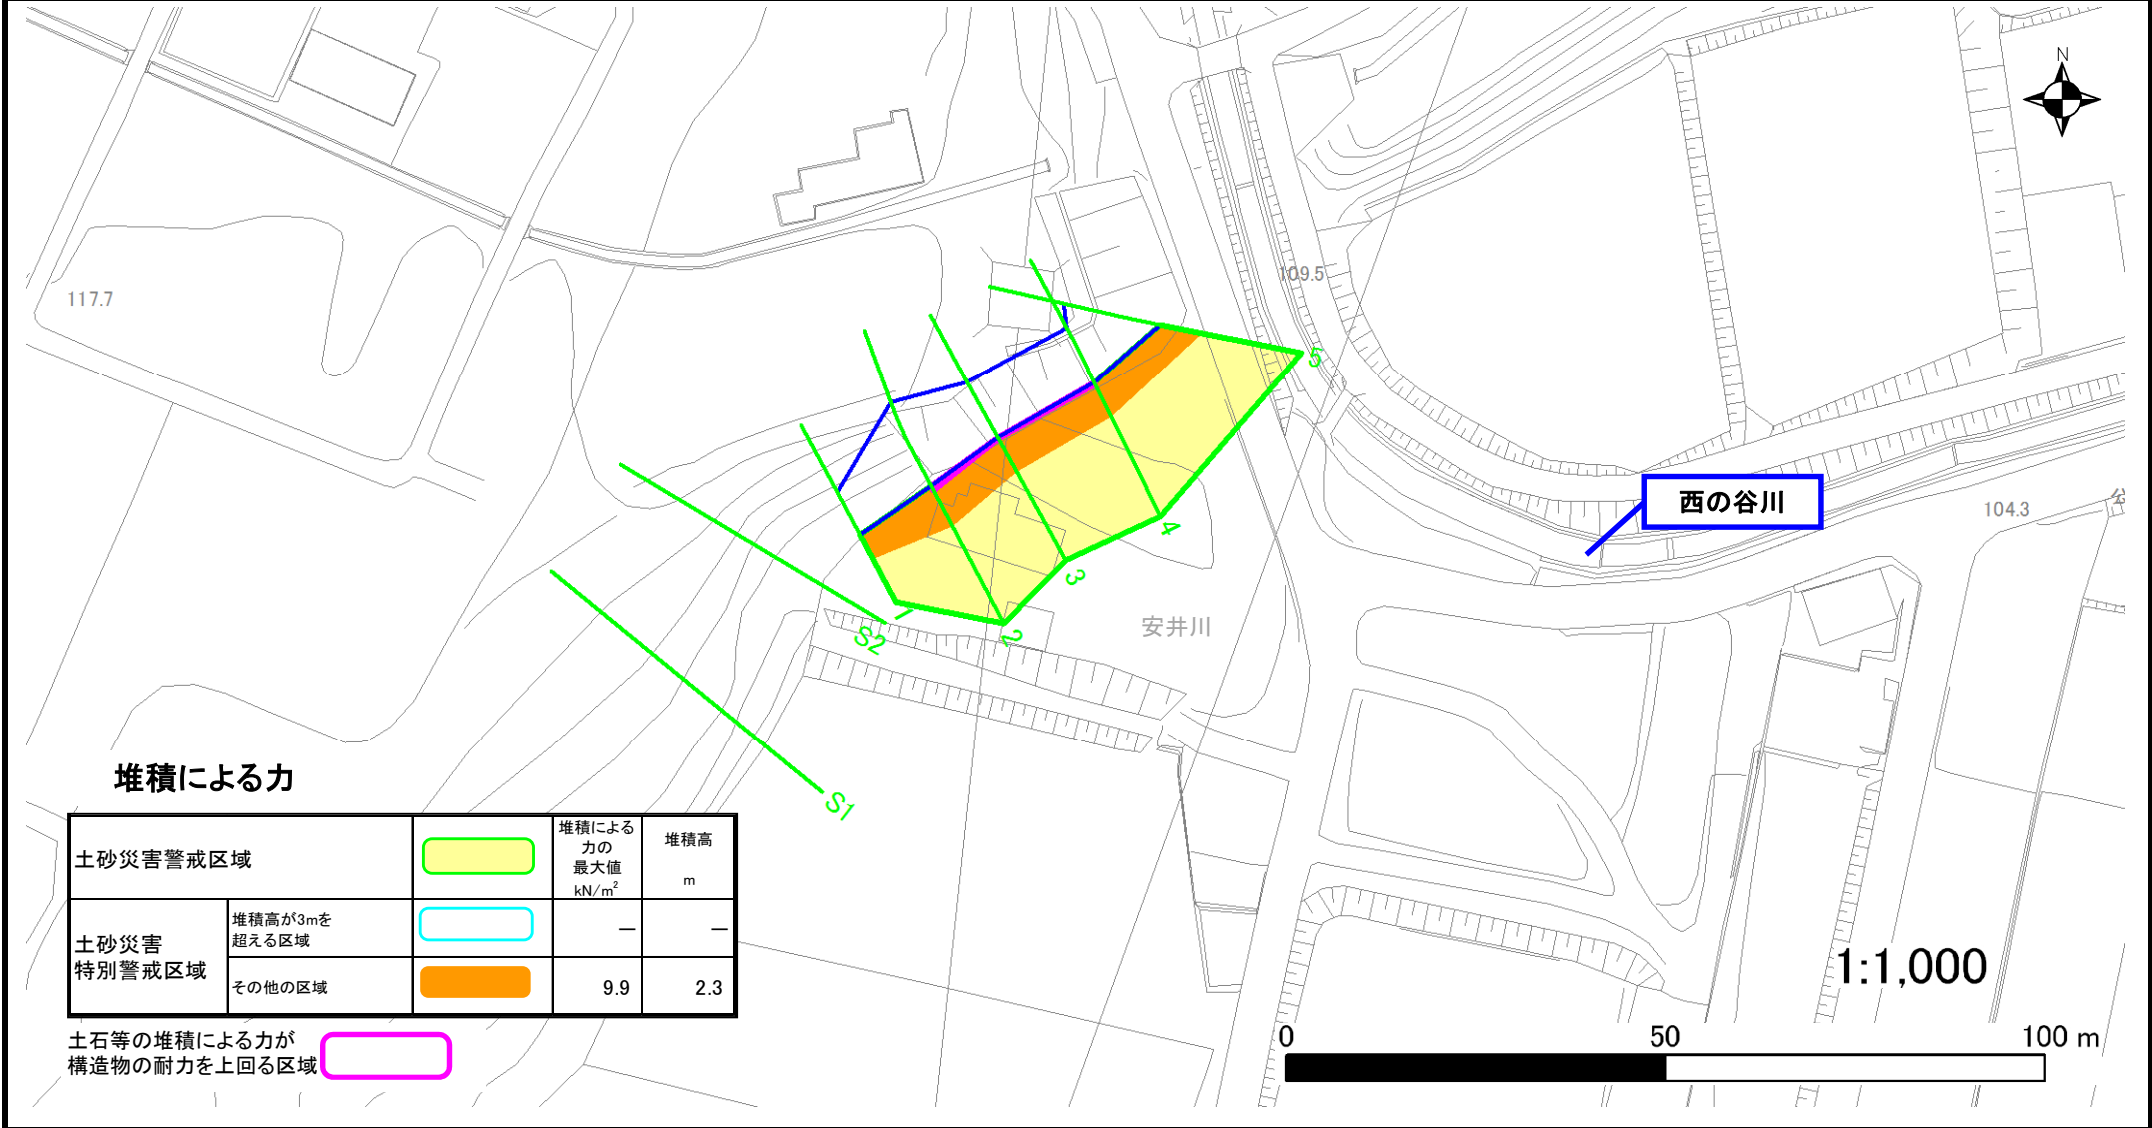 N
117.7
109.5
5
西の谷川
104.3
公
4
3
安井川
1
2
S2
S1
堆積による力
土砂災害警戒区域
堆積による
力の
最大値
kN/m²
堆積高
m
土砂災害
特別警戒区域
堆積高が3mを
超える区域
―
―
その他の区域
9.9
2.3
土石等の堆積による力が
構造物の耐力を上回る区域
1:1,000
0 50 100 m